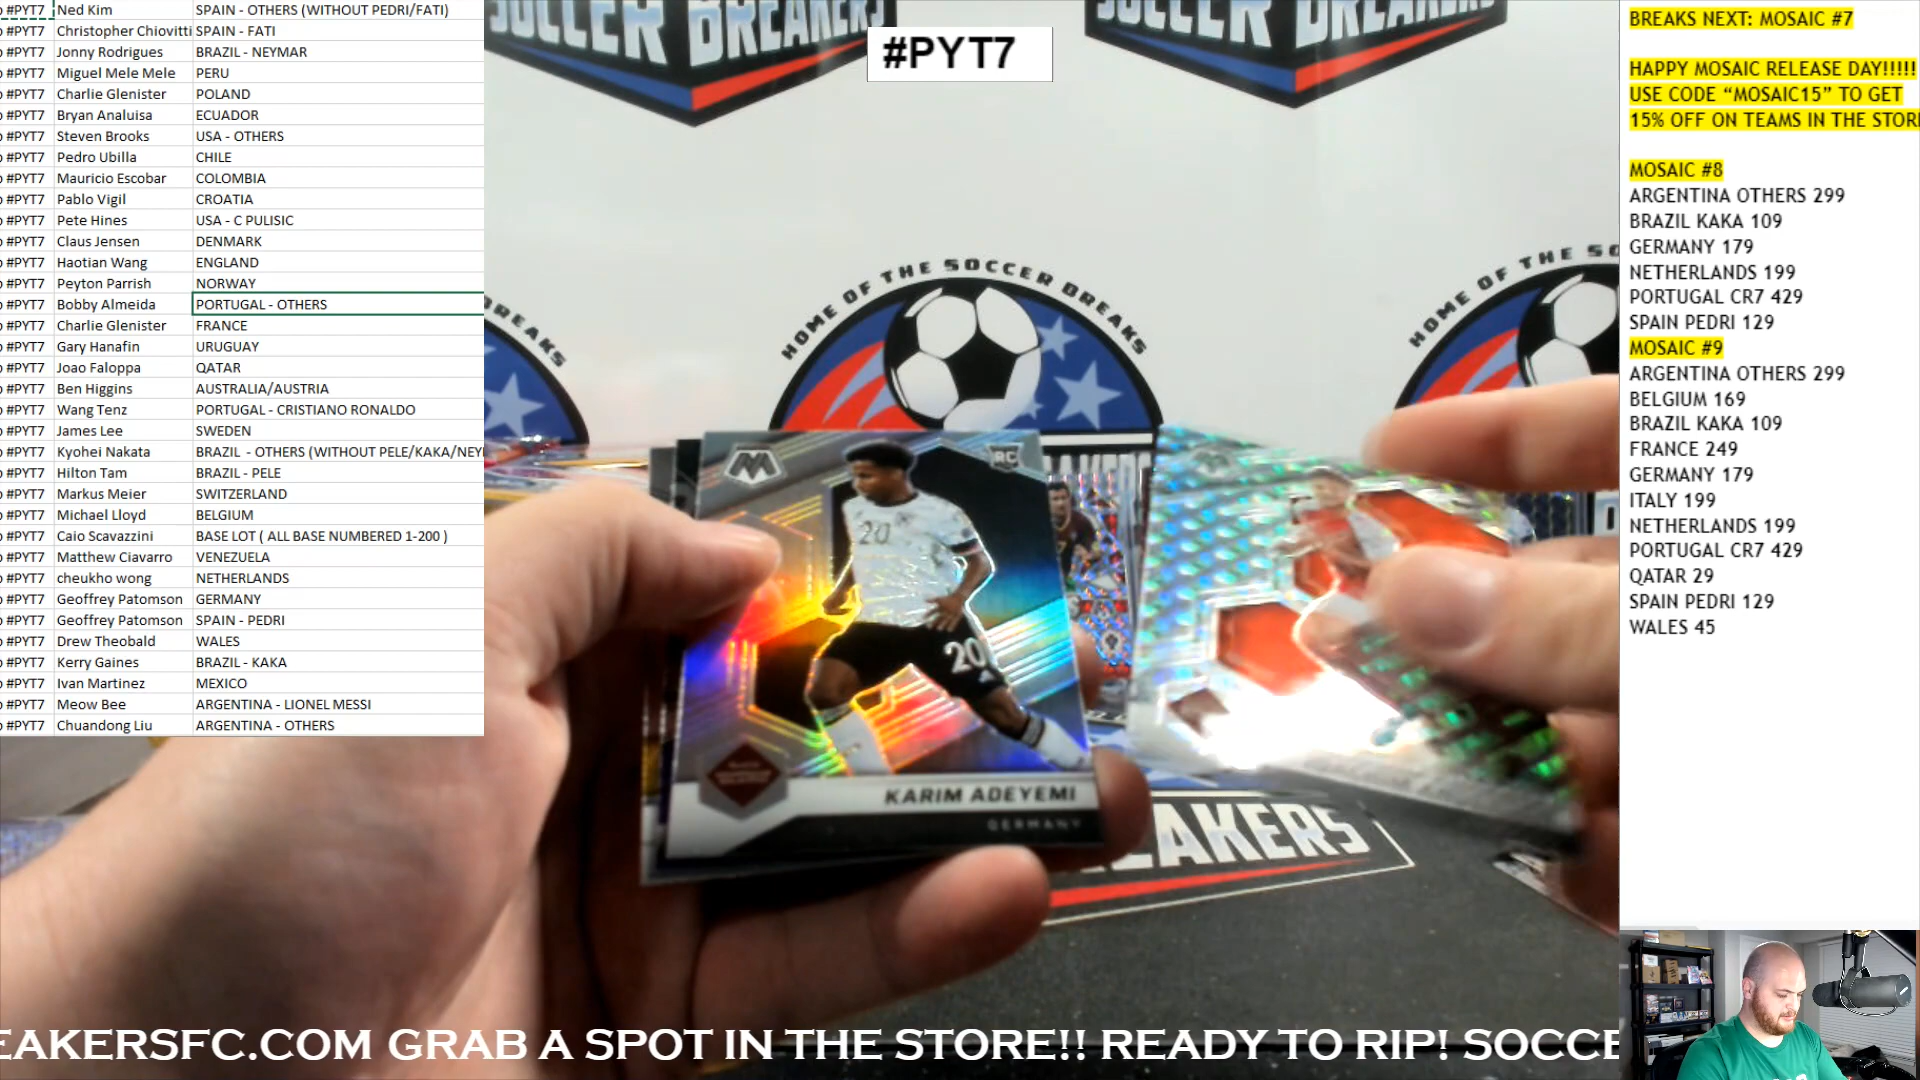 #PYT7 Ned Kim SPAIN - OTHERS (WITHOUT PEDRI/FATI)
#PYT7 Christopher Chiovitti SPAIN - FATI
#PYT7 Jonny Rodrigues BRAZIL - NEYMAR
#PYT7 Miguel Mele Mele PERU
#PYT7 Charlie Glenister POLAND
#PYT7 Bryan Analuisa ECUADOR
#PYT7 Steven Brooks USA - OTHERS
#PYT7 Pedro Ubilla CHILE
#PYT7 Mauricio Escobar COLOMBIA
#PYT7 Pablo Vigil CROATIA
#PYT7 Pete Hines USA - C PULISIC
#PYT7 Claus Jensen DENMARK
#PYT7 Haotian Wang ENGLAND
#PYT7 Peyton Parrish NORWAY
#PYT7 Bobby Almeida PORTUGAL - OTHERS
#PYT7 Charlie Glenister FRANCE
#PYT7 Gary Hanafin URUGUAY
#PYT7 Joao Faloppa QATAR
#PYT7 Ben Higgins AUSTRALIA/AUSTRIA
#PYT7 Wang Tenz PORTUGAL - CRISTIANO RONALDO
#PYT7 James Lee SWEDEN
#PYT7 Kyohei Nakata BRAZIL - OTHERS (WITHOUT PELE/KAKA/NEY
#PYT7 Hilton Tam BRAZIL - PELE
#PYT7 Markus Meier SWITZERLAND
#PYT7 Michael Lloyd BELGIUM
#PYT7 Caio Scavazzini BASE LOT ( ALL BASE NUMBERED 1-200 )
#PYT7 Matthew Ciavarro VENEZUELA
#PYT7 cheukho wong NETHERLANDS
#PYT7 Geoffrey Patomson GERMANY
#PYT7 Geoffrey Patomson SPAIN - PEDRI
#PYT7 Drew Theobald WALES
#PYT7 Kerry Gaines BRAZIL - KAKA
#PYT7 Ivan Martinez MEXICO
#PYT7 Meow Bee ARGENTINA - LIONEL MESSI
#PYT7 Chuandong Liu ARGENTINA - OTHERS
SOCCER BREAKERS
SOCCER BREAKERS
#PYT7
HOME OF THE SOCCER BREAKS
HOME OF THE SO
BREAKS
RC
20
20
KARIM ADEYEMI
GERMANY
EAKERS
BREAKS NEXT: MOSAIC #7
HAPPY MOSAIC RELEASE DAY!!!!!
USE CODE “MOSAIC15” TO GET
15% OFF ON TEAMS IN THE STOR
MOSAIC #8
ARGENTINA OTHERS 299
BRAZIL KAKA 109
GERMANY 179
NETHERLANDS 199
PORTUGAL CR7 429
SPAIN PEDRI 129
MOSAIC #9
ARGENTINA OTHERS 299
BELGIUM 169
BRAZIL KAKA 109
FRANCE 249
GERMANY 179
ITALY 199
NETHERLANDS 199
PORTUGAL CR7 429
QATAR 29
SPAIN PEDRI 129
WALES 45
EAKERSFC.COM GRAB A SPOT IN THE STORE!! READY TO RIP! SOCCE